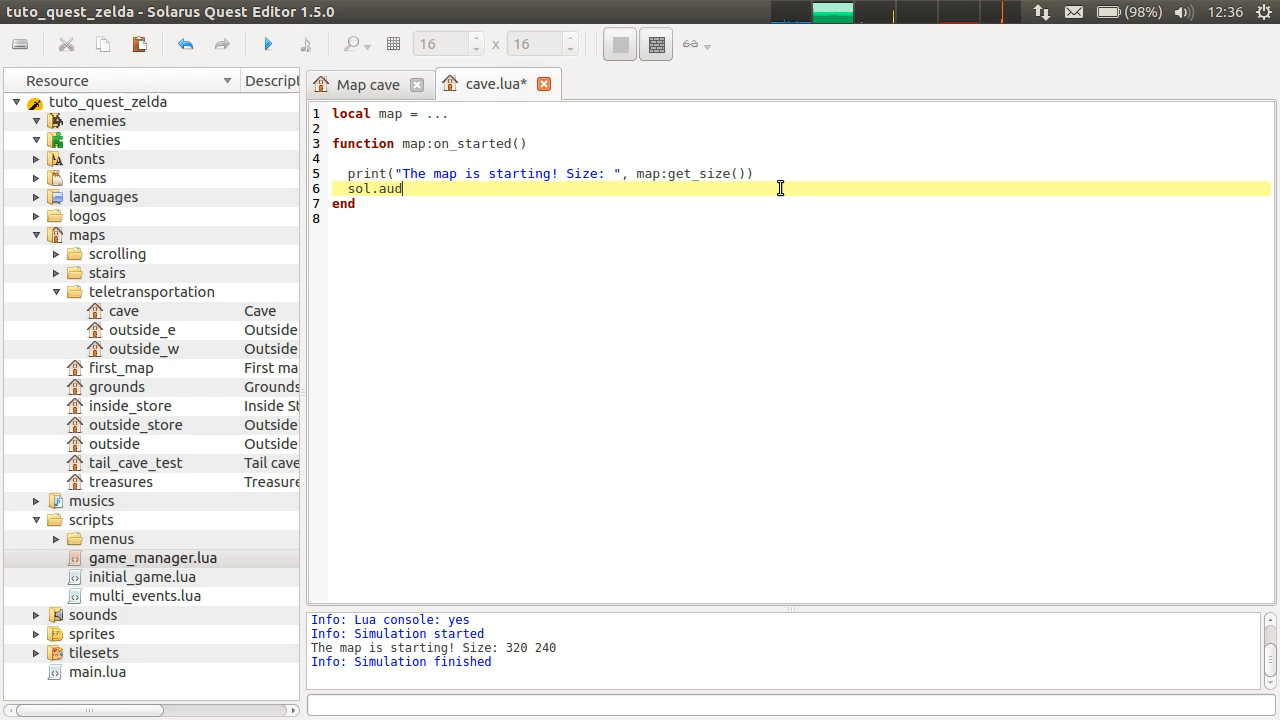 tuto_quest_zelda - Solarus Quest Editor 1.5.0
(98%)
12:36
16 x 16
Resource
Descript
tuto_quest_zelda
enemies
entities
fonts
items
languages
logos
maps
scrolling
stairs
teletransportation
cave Cave
outside_e Outside
outside_w Outside
first_map First ma
grounds Grounds
inside_store Inside St
outside_store Outside
outside Outside
tail_cave_test Tail cave
treasures Treasure
musics
scripts
menus
game_manager.lua
initial_game.lua
multi_events.lua
sounds
sprites
tilesets
main.lua
Map cave
cave.lua*
1 local map = ...
2
3 function map:on_started()
4
5 print("The map is starting! Size: ", map:get_size())
6 sol.aud
7 end
8
Info: Lua console: yes
Info: Simulation started
The map is starting! Size: 320 240
Info: Simulation finished